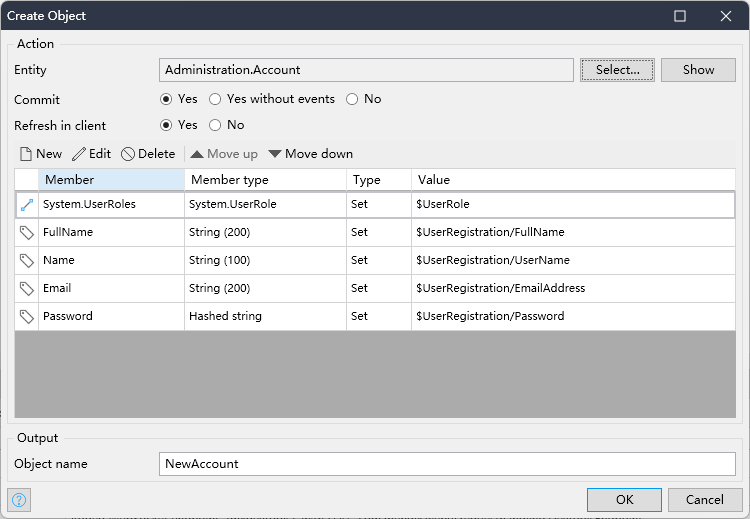 Create Object
Action
Entity Administration.Account Select... Show
Commit Yes Yes without events No
Refresh in client Yes No
New Edit Delete Move up Move down
Member Member type Type Value
System.UserRoles System.UserRole Set $UserRole
FullName String (200) Set $UserRegistration/FullName
Name String (100) Set $UserRegistration/UserName
Email String (200) Set $UserRegistration/EmailAddress
Password Hashed string Set $UserRegistration/Password
Output
Object name NewAccount
? OK Cancel